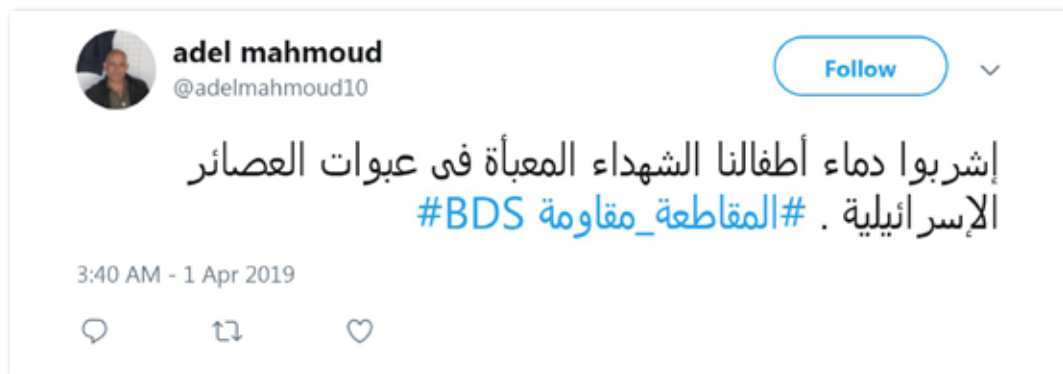 adel mahmoud
@adelmahmoud10
Follow
إشربوا دماء أطفالنا الشهداء المعبأة فى عبوات العصائر
الإسرائيلية . #المقاطعة_مقاومة BDS#
3:40 AM - 1 Apr 2019